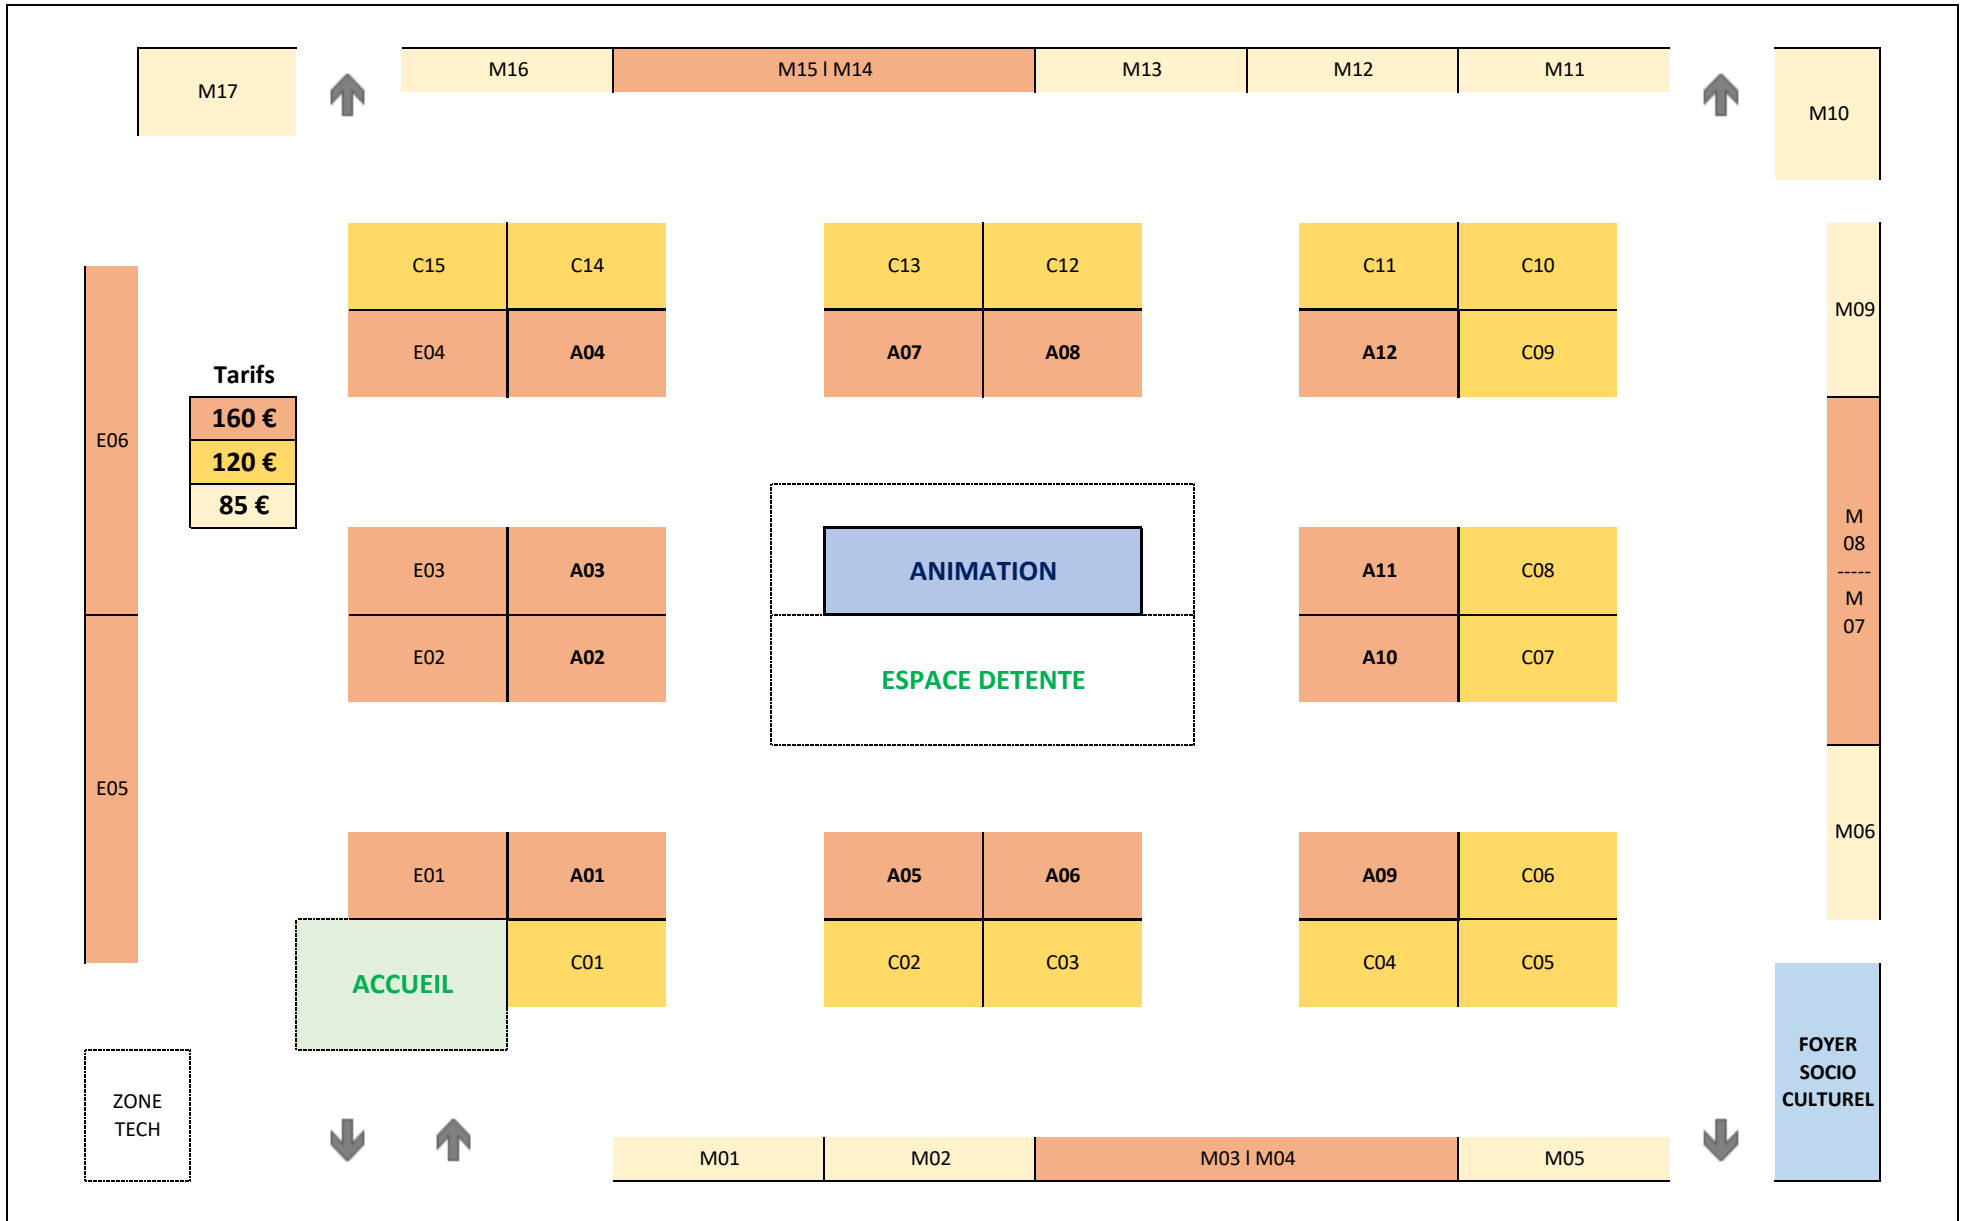 M17
M16
M15 l M14
M13
M12
M11
M10
C15
C14
C13
C12
C11
C10
E04
A04
A07
A08
A12
C09
M09
Tarifs
160 €
120 €
85 €
E06
E03
A03
ANIMATION
A11
C08
M
08
-----
M
07
E02
A02
ESPACE DETENTE
A10
C07
E05
E01
A01
A05
A06
A09
C06
M06
ACCUEIL
C01
C02
C03
C04
C05
FOYER
SOCIO
CULTUREL
ZONE
TECH
M01
M02
M03 l M04
M05